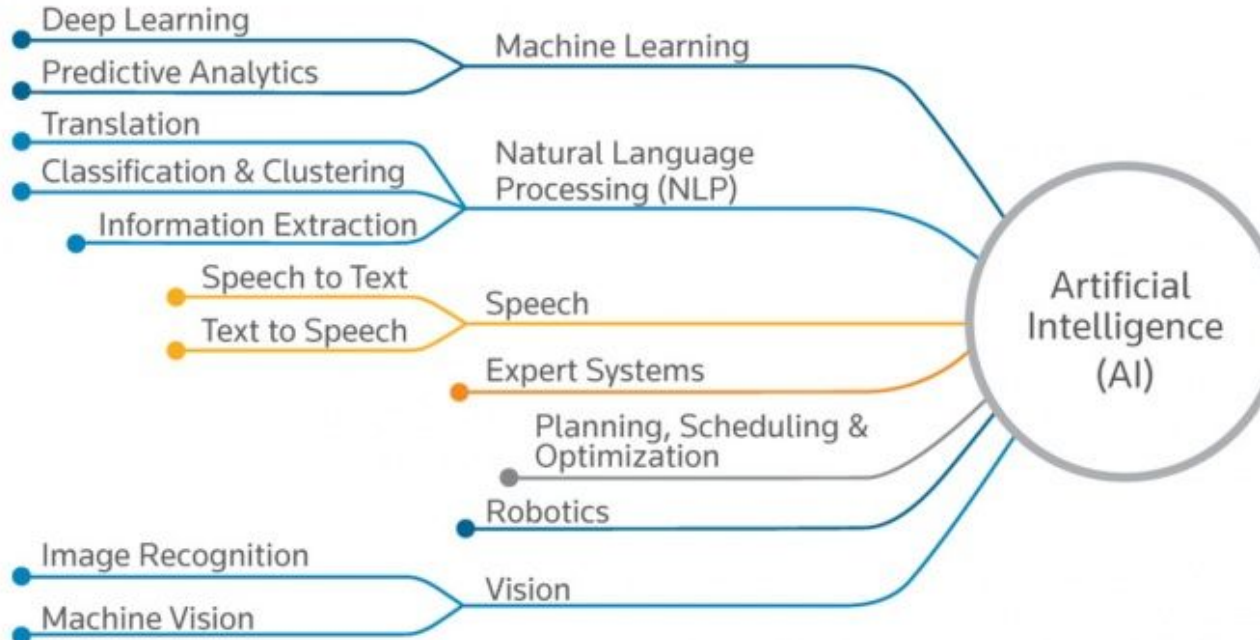 Deep Learning
Predictive Analytics
Machine Learning
Translation
Classification & Clustering
Information Extraction
Natural Language
Processing (NLP)
Speech to Text
Text to Speech
Speech
Expert Systems
Planning, Scheduling &
Optimization
Robotics
Image Recognition
Machine Vision
Vision
Artificial
Intelligence
(AI)